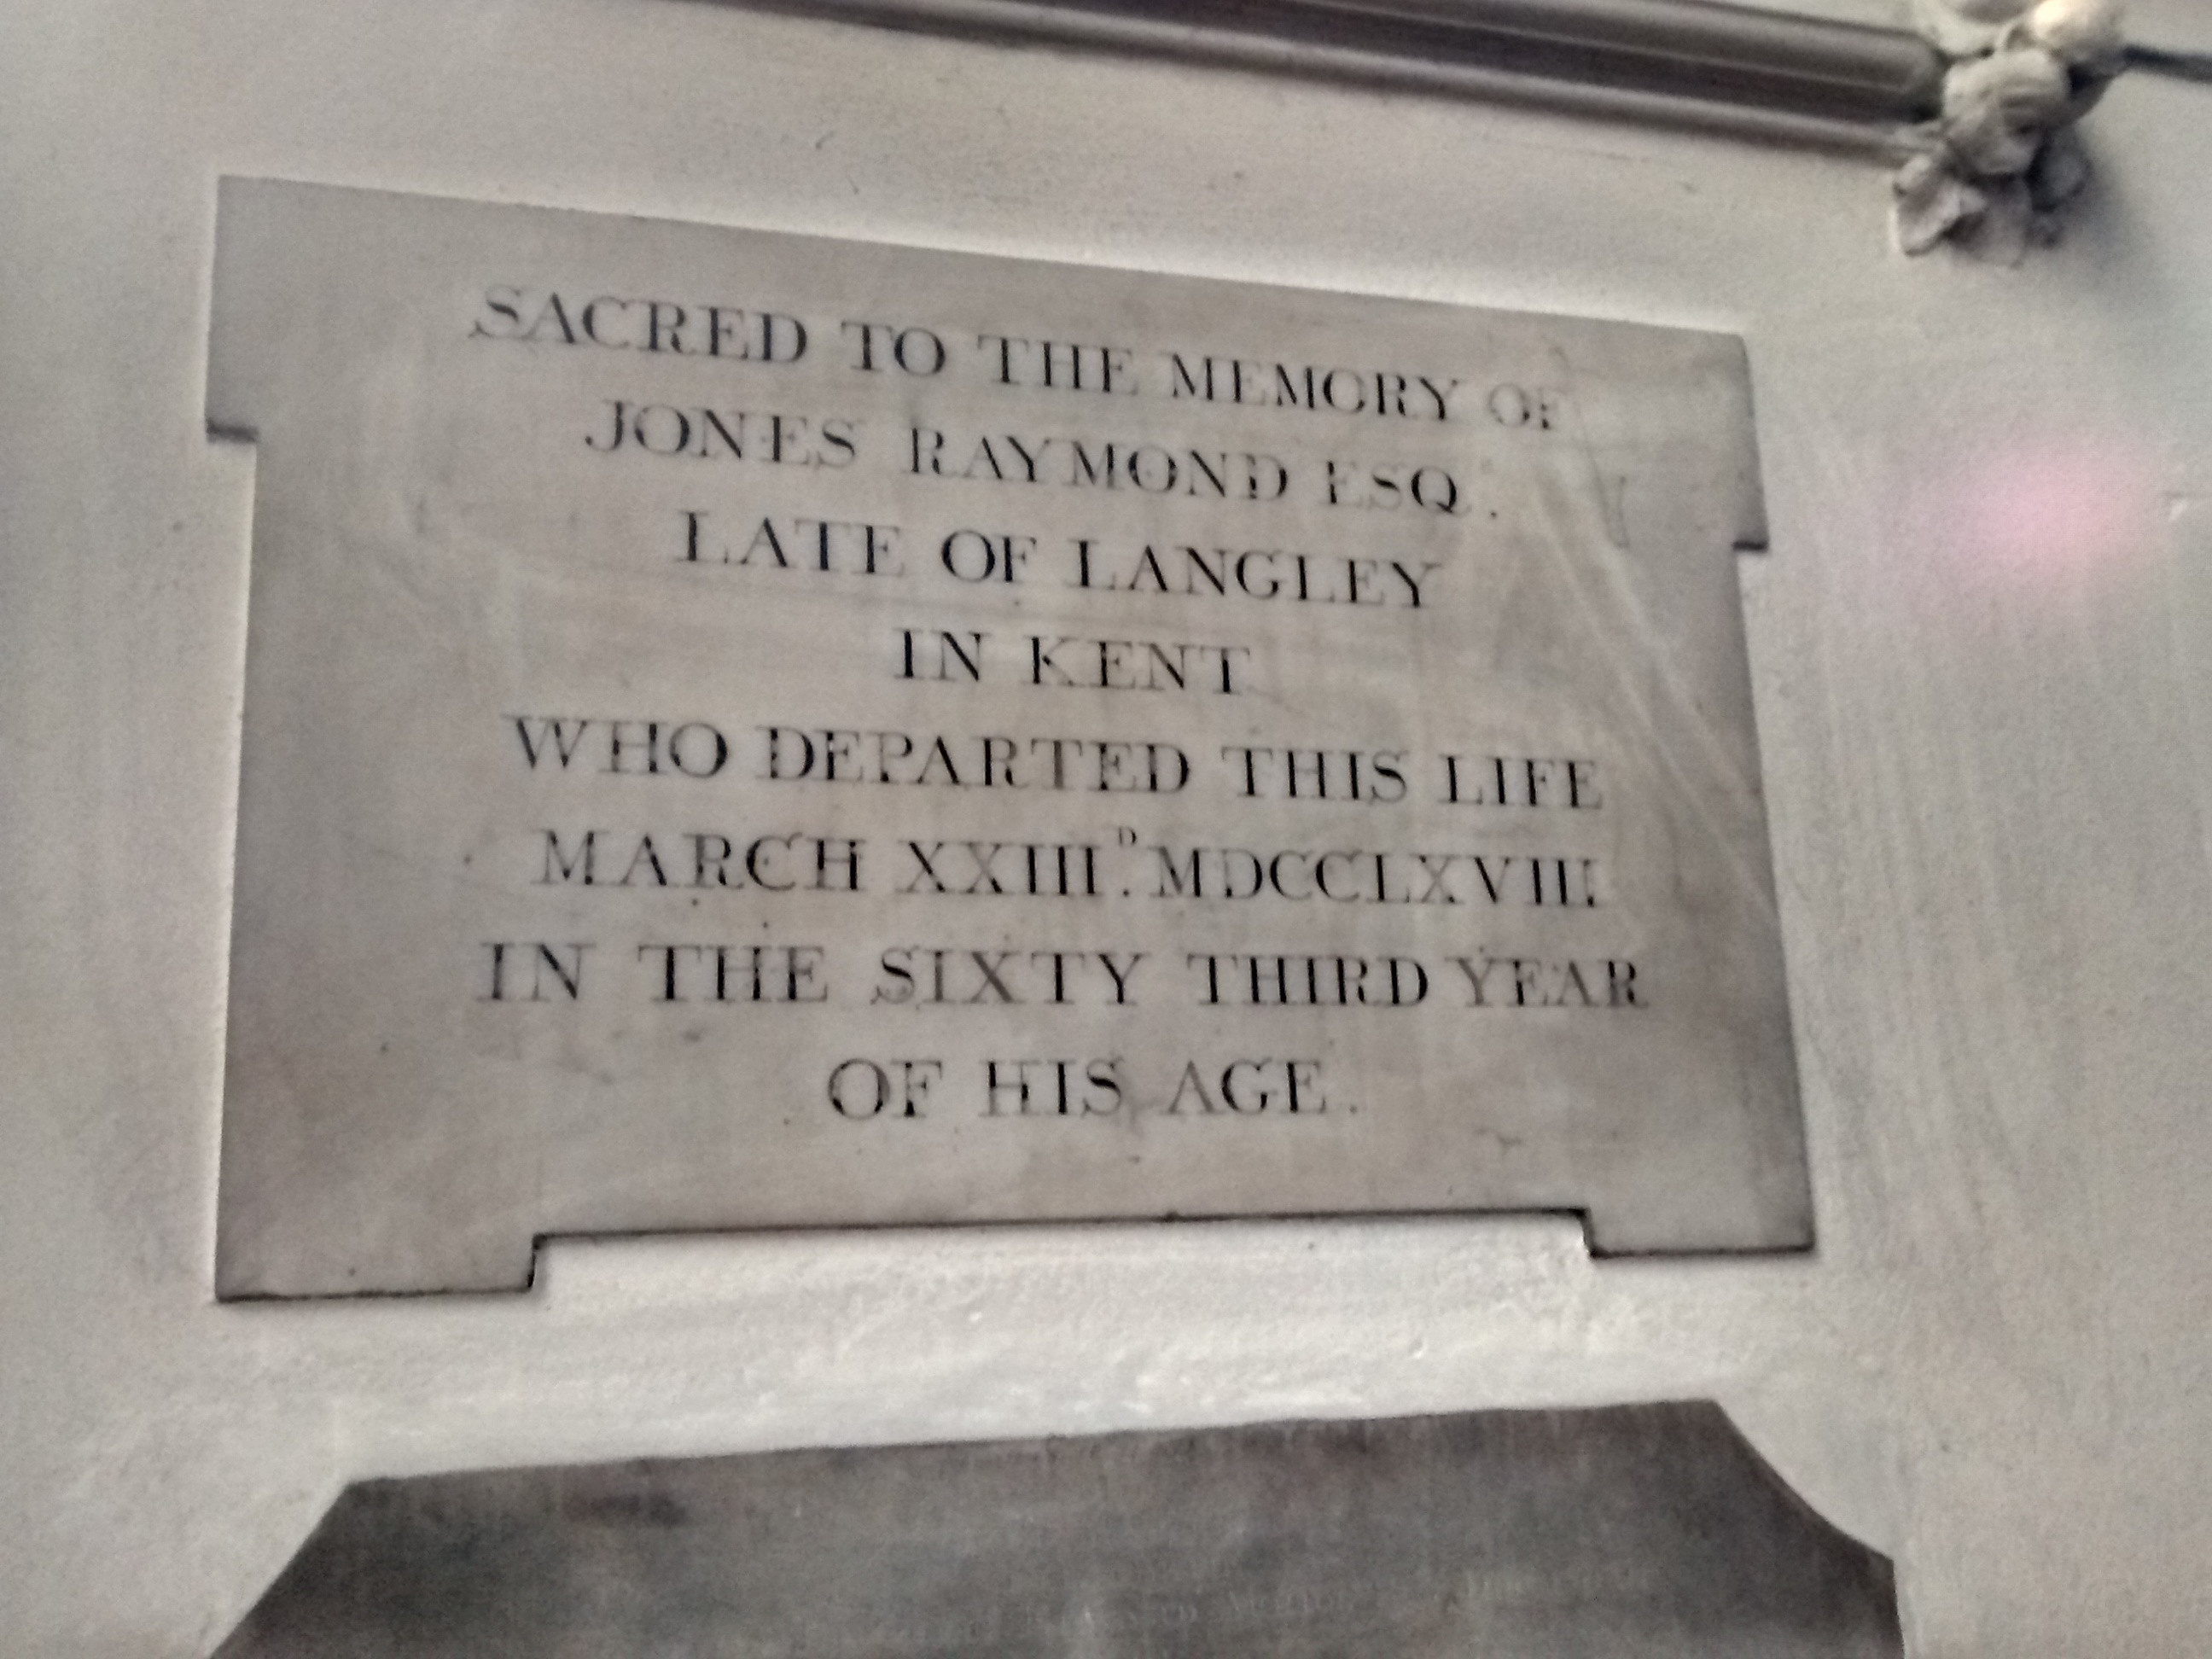 SACRED TO THE MEMORY OF
JONES RAYMOND ESQ.
LATE OF LANGLEY
IN KENT
WHO DEPARTED THIS LIFE
MARCH XXIII.D MDCCLXVIII.
IN THE SIXTY THIRD YEAR
OF HIS AGE.